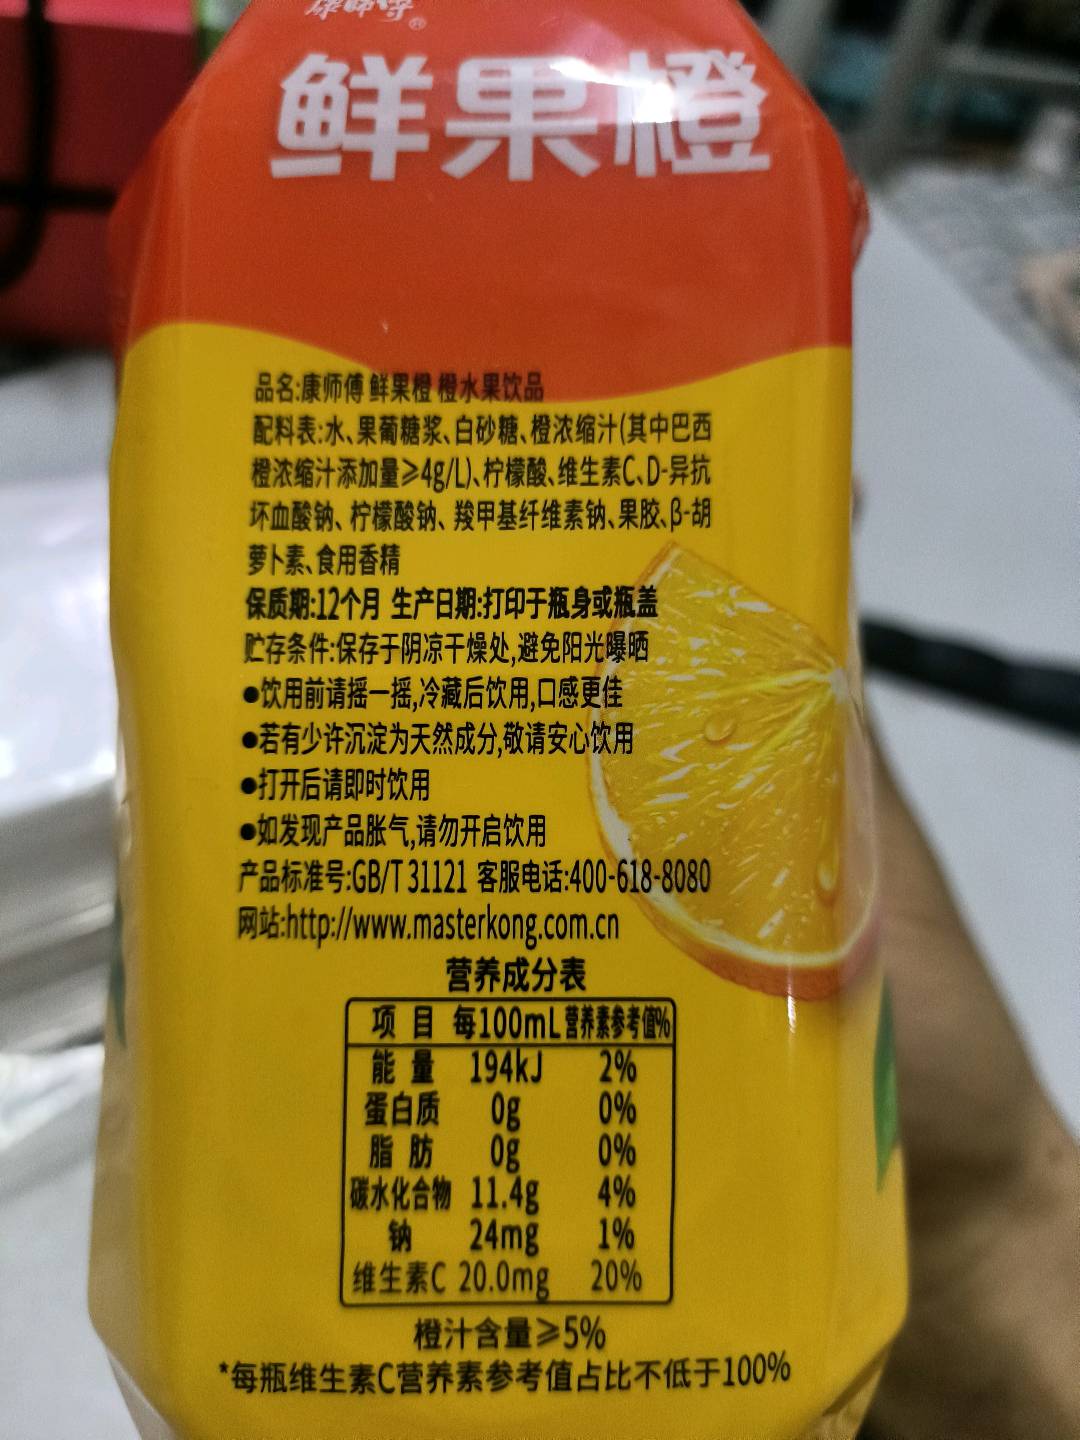 康师傅®
鲜果橙
品名:康师傅 鲜果橙 橙水果饮品
配料表:水、果葡糖浆、白砂糖、橙浓缩汁(其中巴西
橙浓缩汁添加量≥4g/L)、柠檬酸、维生素C、D-异抗
坏血酸钠、柠檬酸钠、羧甲基纤维素钠、果胶、β-胡
萝卜素、食用香精
保质期:12个月 生产日期:打印于瓶身或瓶盖
贮存条件:保存于阴凉干燥处,避免阳光曝晒
●饮用前请摇一摇,冷藏后饮用,口感更佳
●若有少许沉淀为天然成分,敬请安心饮用
●打开后请即时饮用
●如发现产品胀气,请勿开启饮用
产品标准号:GB/T 31121 客服电话:400-618-8080
网站:http://www.masterkong.com.cn
营养成分表
项 目 每100mL 营养素参考值%
能 量 194kJ 2%
蛋白质 0g 0%
脂 肪 0g 0%
碳水化合物 11.4g 4%
钠 24mg 1%
维生素C 20.0mg 20%
橙汁含量≥5%
*每瓶维生素C营养素参考值占比不低于100%